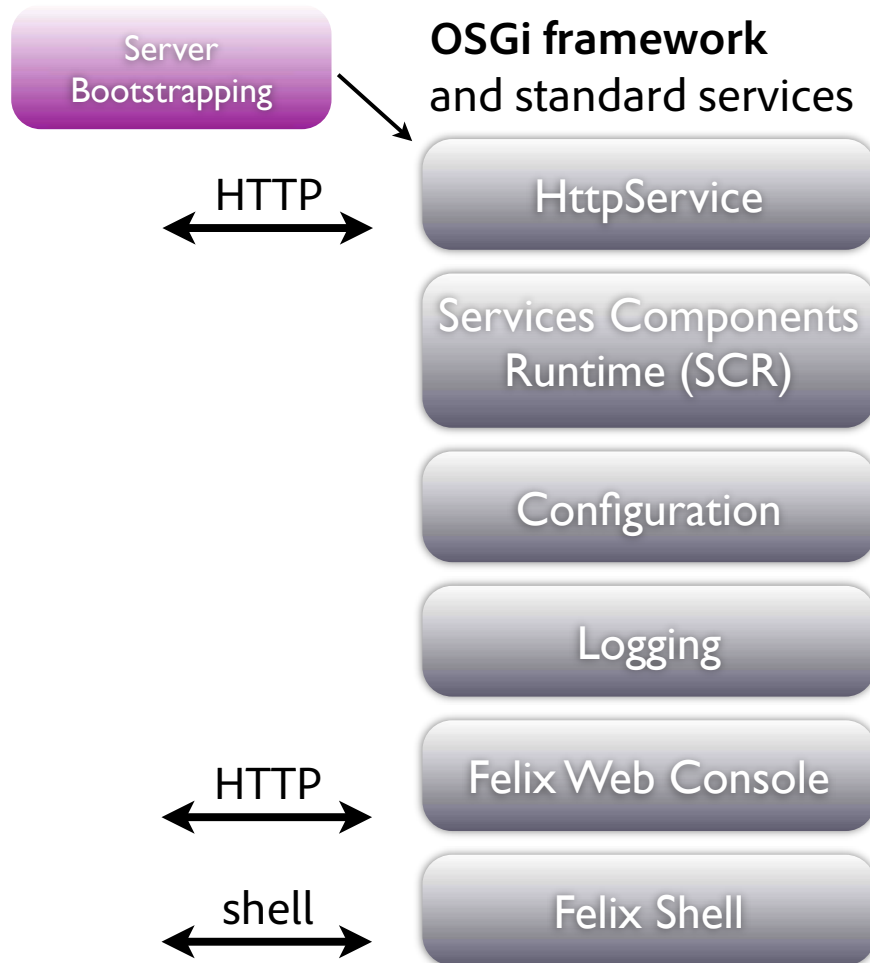 Server
Bootstrapping
OSGi framework
and standard services
HTTP
HttpService
Services Components
Runtime (SCR)
Configuration
Logging
HTTP
Felix Web Console
shell
Felix Shell